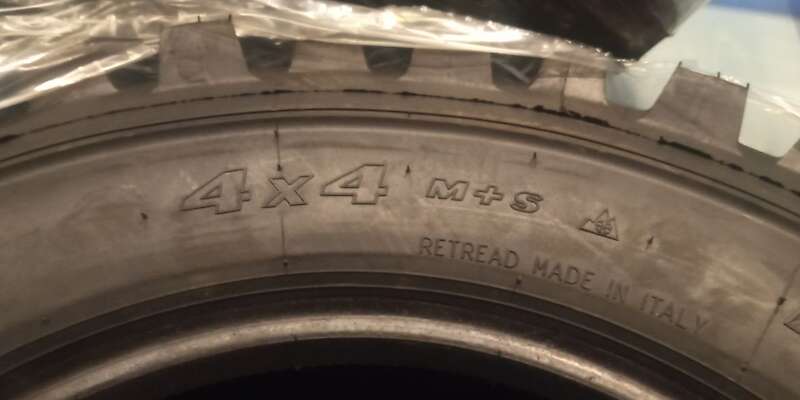 4x4 M+S
RETREAD MADE IN ITALY